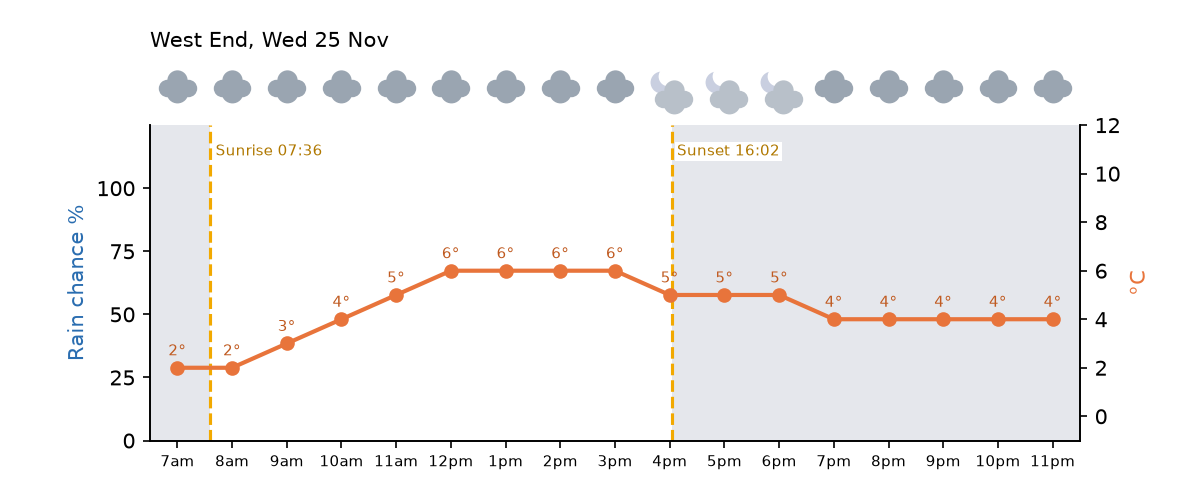 West End, Wed 25 Nov
Sunrise 07:36
Sunset 16:02
12
10
8
6
4
2
0
100
75
50
25
0
Rain chance %
°C
2° 2° 3° 4° 5° 6° 6° 6° 6° 5° 5° 5° 4° 4° 4° 4° 4°
7am 8am 9am 10am 11am 12pm 1pm 2pm 3pm 4pm 5pm 6pm 7pm 8pm 9pm 10pm 11pm